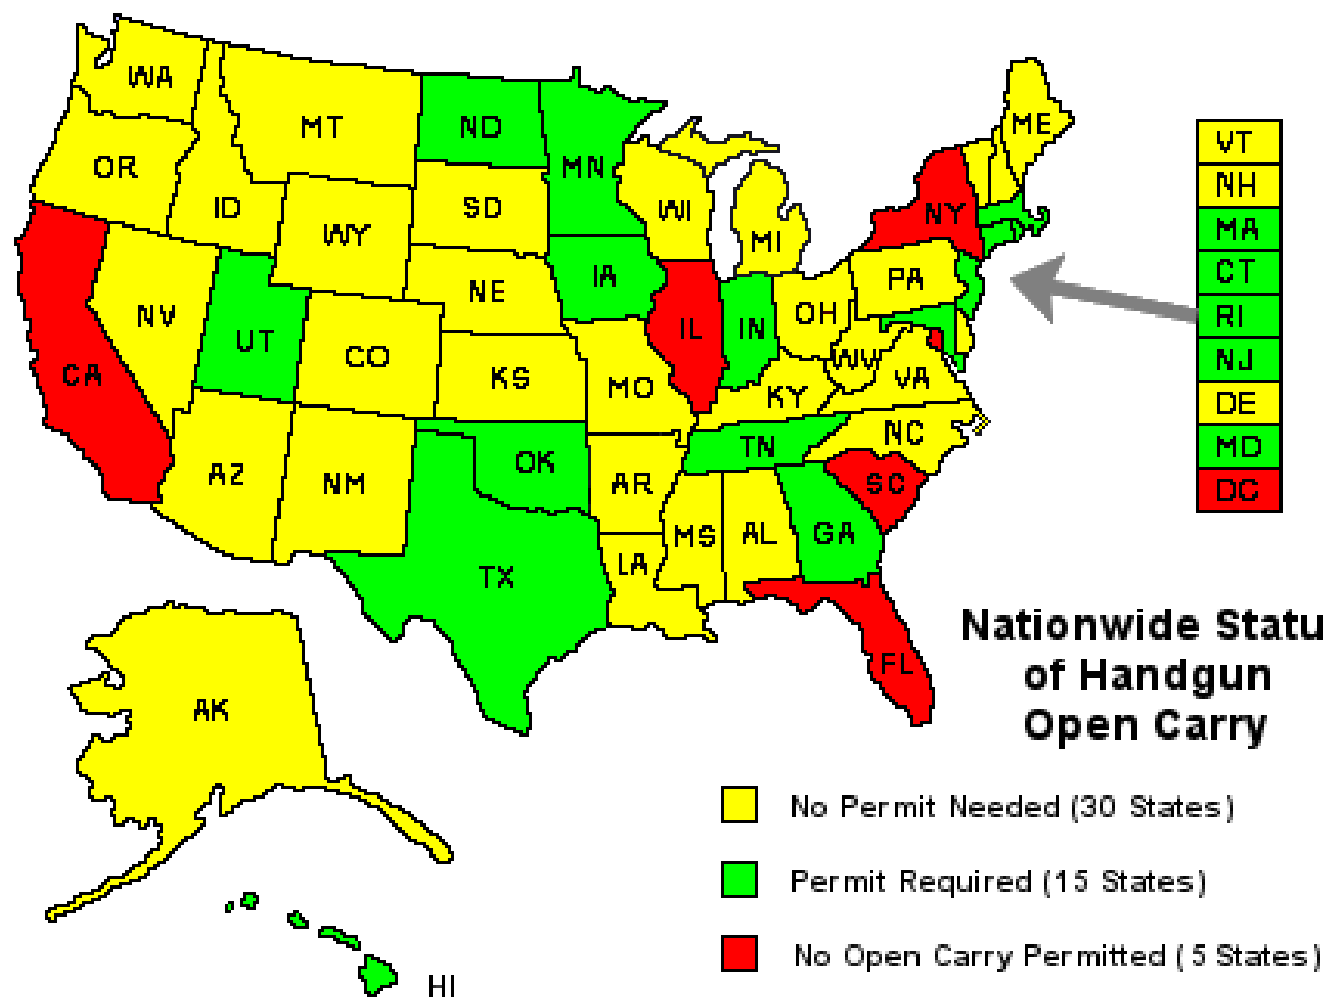 WA
MT
ND
MN
ME
VT
OR
NH
ID
SD
WI
NY
MA
WY
MI
CT
IA
PA
NE
RI
NV
UT
IL
IN
OH
NJ
CO
WV
CA
KS
MO
KY
VA
DE
NC
MD
TN
AZ
NM
OK
AR
SC
DC
MS
AL
GA
LA
TX
Nationwide Statu
FL
of Handgun
AK
Open Carry
No Permit Needed (30 States)
Permit Required (15 States)
No Open Carry Permitted (5 States)
HI